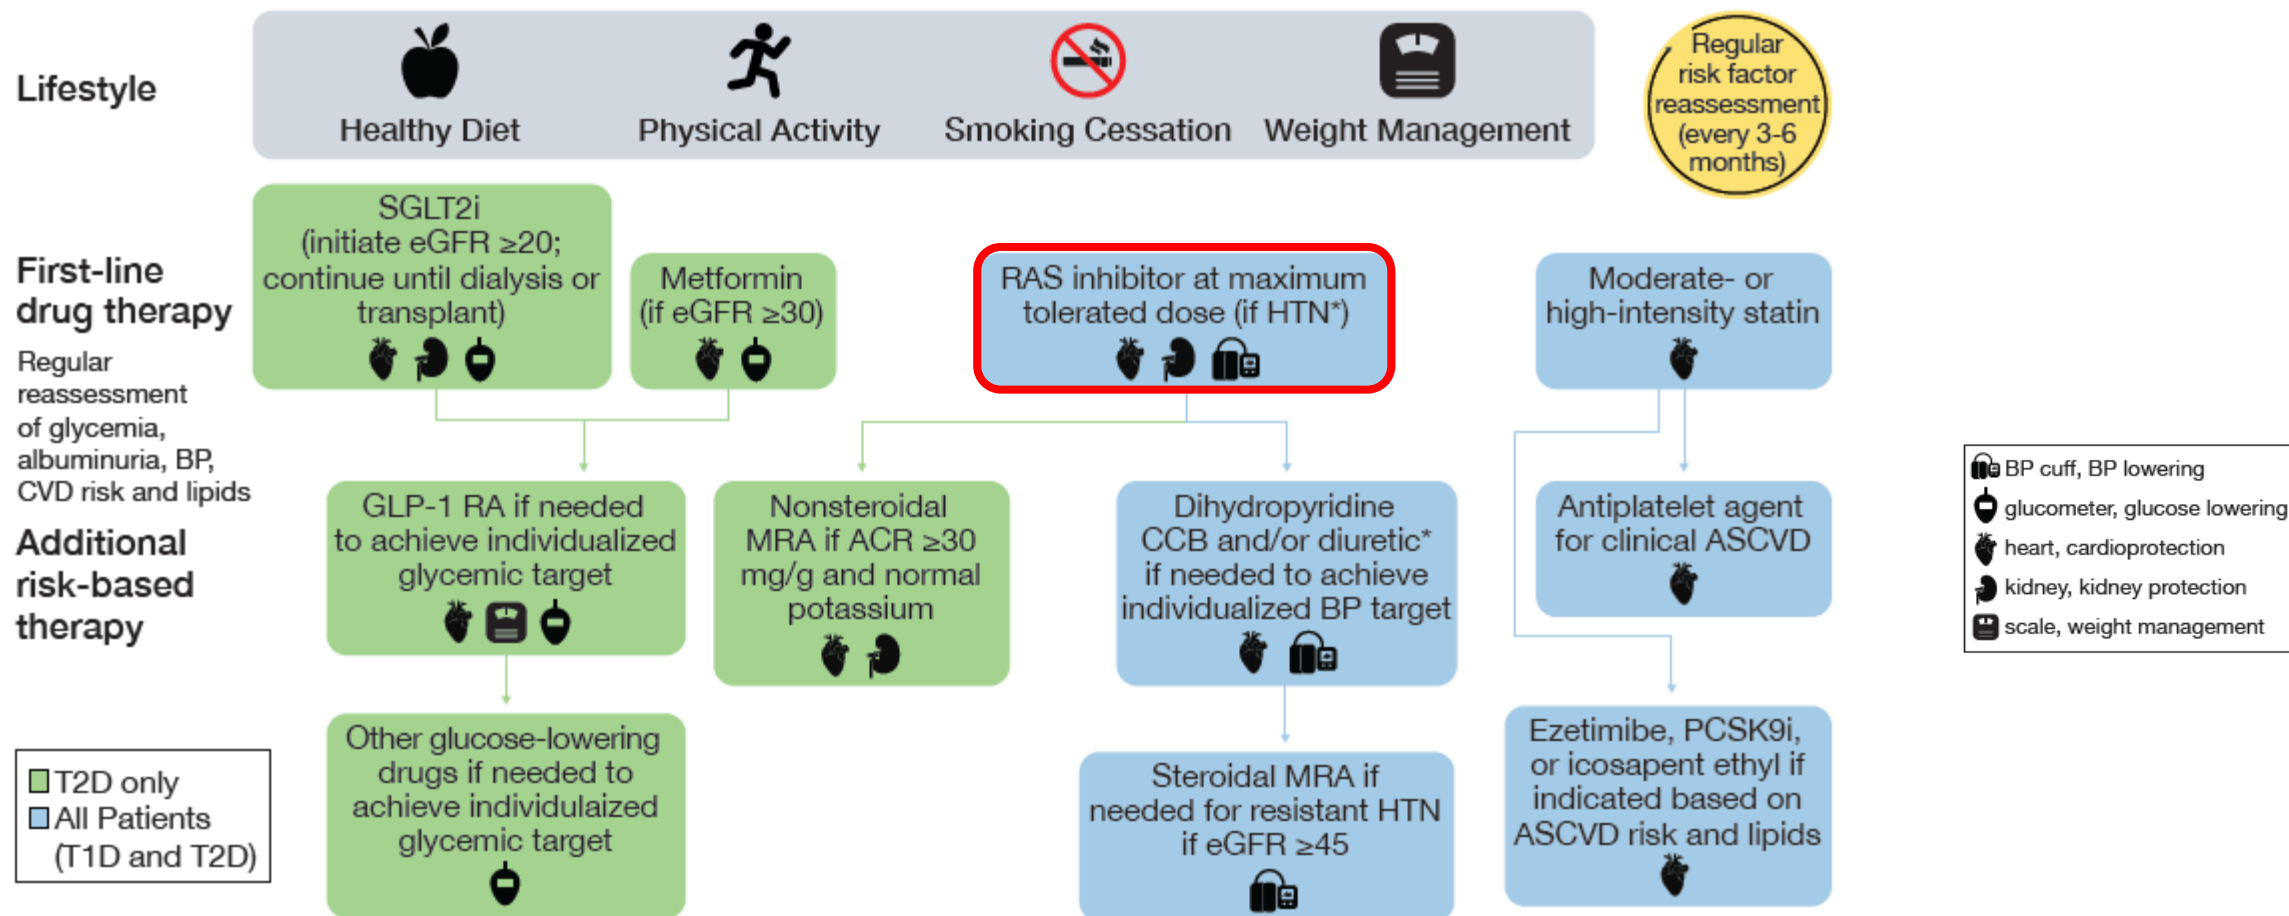 Lifestyle
Healthy Diet
Physical Activity
Smoking Cessation
Weight Management
Regular
risk factor
reassessment
(every 3-6
months)
First-line
drug therapy
Regular
reassessment
of glycemia,
albuminuria, BP,
CVD risk and lipids
SGLT2i
(initiate eGFR ≥20;
continue until dialysis or
transplant)
Metformin
(if eGFR ≥30)
RAS inhibitor at maximum
tolerated dose (if HTN*)
Moderate- or
high-intensity statin
Additional
risk-based
therapy
GLP-1 RA if needed
to achieve individualized
glycemic target
Nonsteroidal
MRA if ACR ≥30
mg/g and normal
potassium
Dihydropyridine
CCB and/or diuretic*
if needed to achieve
individualized BP target
Antiplatelet agent
for clinical ASCVD
Other glucose-lowering
drugs if needed to
achieve individulaized
glycemic target
Steroidal MRA if
needed for resistant HTN
if eGFR ≥45
Ezetimibe, PCSK9i,
or icosapent ethyl if
indicated based on
ASCVD risk and lipids
BP cuff, BP lowering
glucometer, glucose lowering
heart, cardioprotection
kidney, kidney protection
scale, weight management
T2D only
All Patients
(T1D and T2D)